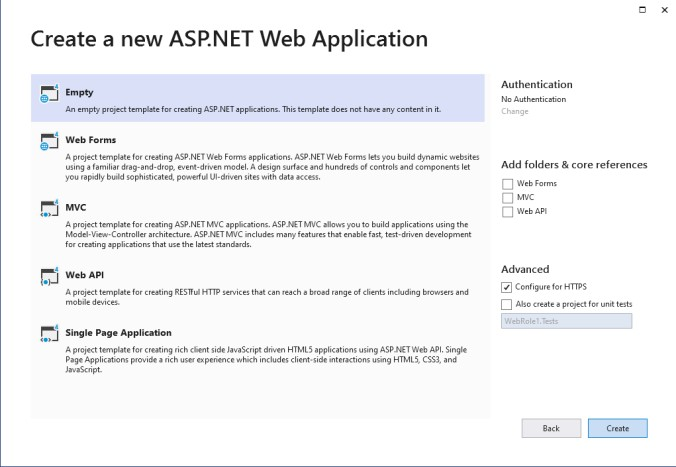 Create a new ASP.NET Web Application
Empty
An empty project template for creating ASP.NET applications. This template does not have any content in it.
Web Forms
A project template for creating ASP.NET Web Forms applications. ASP.NET Web Forms lets you build dynamic websites
using a familiar drag-and-drop, event-driven model. A design surface and hundreds of controls and components let
you rapidly build sophisticated, powerful UI-driven sites with data access.
MVC
A project template for creating ASP.NET MVC applications. ASP.NET MVC allows you to build applications using the
Model-View-Controller architecture. ASP.NET MVC includes many features that enable fast, test-driven development
for creating applications that use the latest standards.
Web API
A project template for creating RESTful HTTP services that can reach a broad range of clients including browsers and
mobile devices.
Single Page Application
A project template for creating rich client side JavaScript driven HTML5 applications using ASP.NET Web API. Single
Page Applications provide a rich user experience which includes client-side interactions using HTML5, CSS3, and
JavaScript.
Authentication
No Authentication
Change
Add folders & core references
Web Forms
MVC
Web API
Advanced
Configure for HTTPS
Also create a project for unit tests
WebRole1.Tests
Back
Create